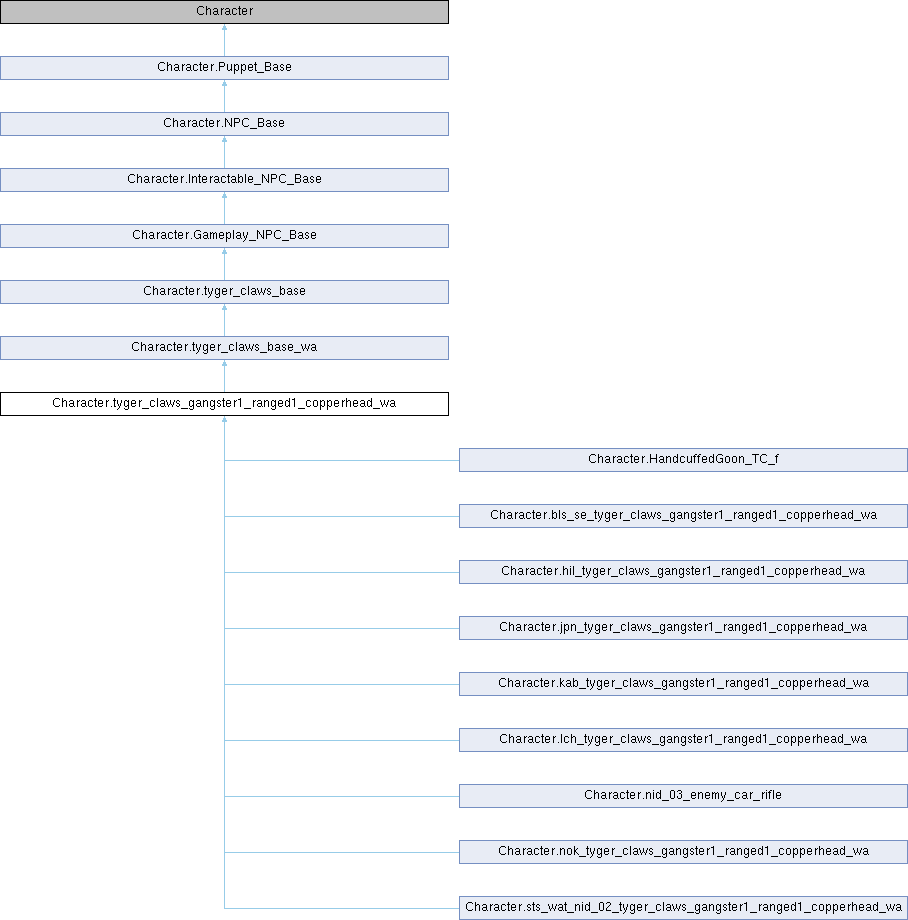 Character
Character.Puppet_Base
Character.NPC_Base
Character.Interactable_NPC_Base
Character.Gameplay_NPC_Base
Character.tyger_claws_base
Character.tyger_claws_base_wa
Character.tyger_claws_gangster1_ranged1_copperhead_wa
Character.HandcuffedGoon_TC_f
Character.bls_se_tyger_claws_gangster1_ranged1_copperhead_wa
Character.hil_tyger_claws_gangster1_ranged1_copperhead_wa
Character.jpn_tyger_claws_gangster1_ranged1_copperhead_wa
Character.kab_tyger_claws_gangster1_ranged1_copperhead_wa
Character.lch_tyger_claws_gangster1_ranged1_copperhead_wa
Character.nid_03_enemy_car_rifle
Character.nok_tyger_claws_gangster1_ranged1_copperhead_wa
Character.sts_wat_nid_02_tyger_claws_gangster1_ranged1_copperhead_wa